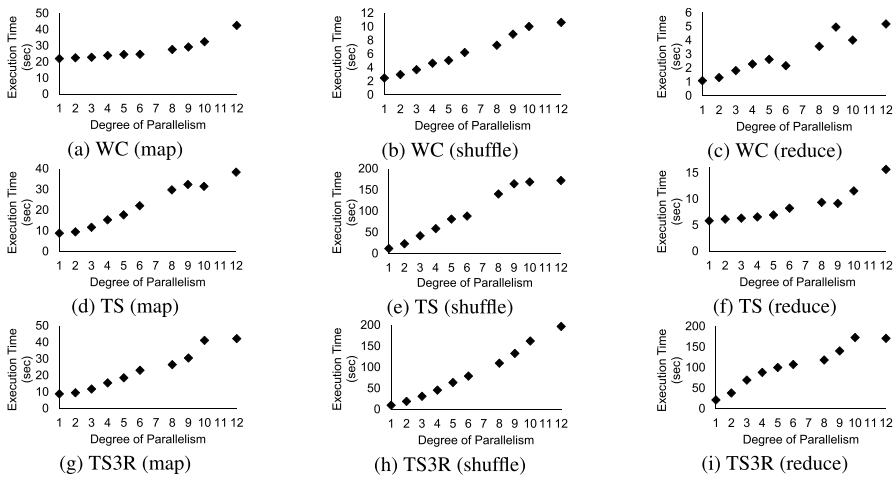 50
40
30
20
10
0
Execution Time
(sec)
1 2 3 4 5 6 7 8 9 10 11 12
Degree of Parallelism
(a) WC (map)
12
10
8
6
4
2
0
Execution Time
(sec)
1 2 3 4 5 6 7 8 9 10 11 12
Degree of Parallelism
(b) WC (shuffle)
6
5
4
3
2
1
0
Execution Time
(sec)
1 2 3 4 5 6 7 8 9 10 11 12
Degree of Parallelism
(c) WC (reduce)
40
30
20
10
0
Execution Time
(sec)
1 2 3 4 5 6 7 8 9 10 11 12
Degree of Parallelism
(d) TS (map)
200
150
100
50
0
Execution Time
(sec)
1 2 3 4 5 6 7 8 9 10 11 12
Degree of Parallelism
(e) TS (shuffle)
15
10
5
0
Execution Time
(sec)
1 2 3 4 5 6 7 8 9 10 11 12
Degree of Parallelism
(f) TS (reduce)
50
40
30
20
10
0
Execution Time
(sec)
1 2 3 4 5 6 7 8 9 10 11 12
Degree of Parallelism
(g) TS3R (map)
200
150
100
50
0
Execution Time
(sec)
1 2 3 4 5 6 7 8 9 10 11 12
Degree of Parallelism
(h) TS3R (shuffle)
200
150
100
50
0
Execution Time
(sec)
1 2 3 4 5 6 7 8 9 10 11 12
Degree of Parallelism
(i) TS3R (reduce)